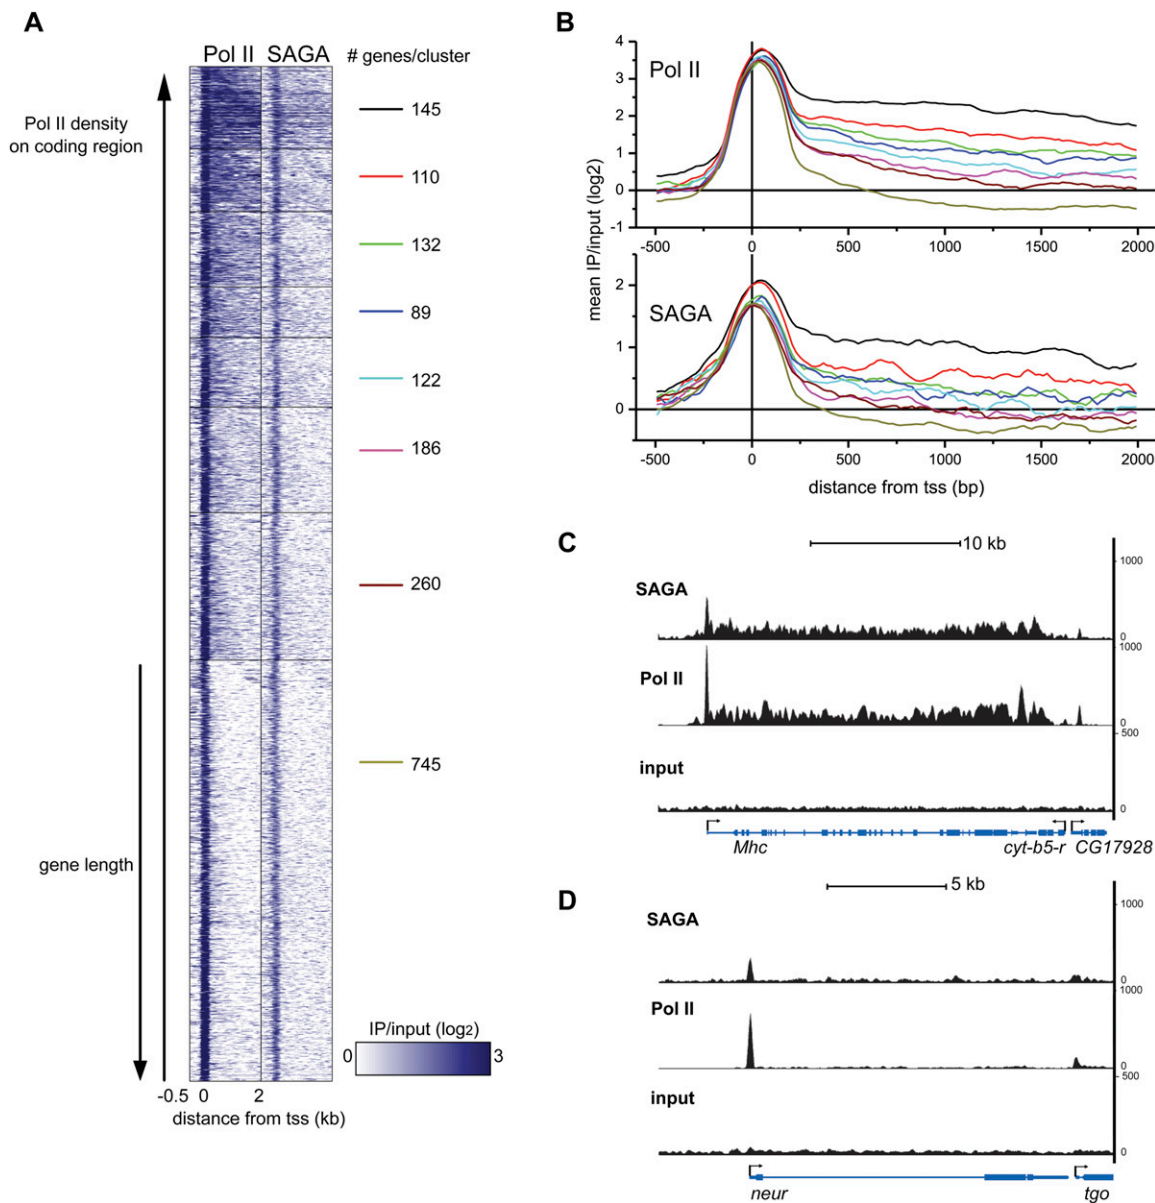 A
Pol II SAGA # genes/cluster
Pol II density
on coding region
145
110
132
89
122
186
260
745
gene length
IP/input (log2)
0 3
-0.5 0 2
distance from tss (kb)
B
mean IP/input (log2)
Pol II
4
3
2
1
0
-1
-500 0 500 1000 1500 2000
SAGA
2
1
0
-500 0 500 1000 1500 2000
distance from tss (bp)
C
10 kb
SAGA
1000
0
Pol II
1000
0
input
500
0
Mhc cyt-b5-r CG17928
D
5 kb
SAGA
1000
0
Pol II
1000
0
input
500
0
neur tgo